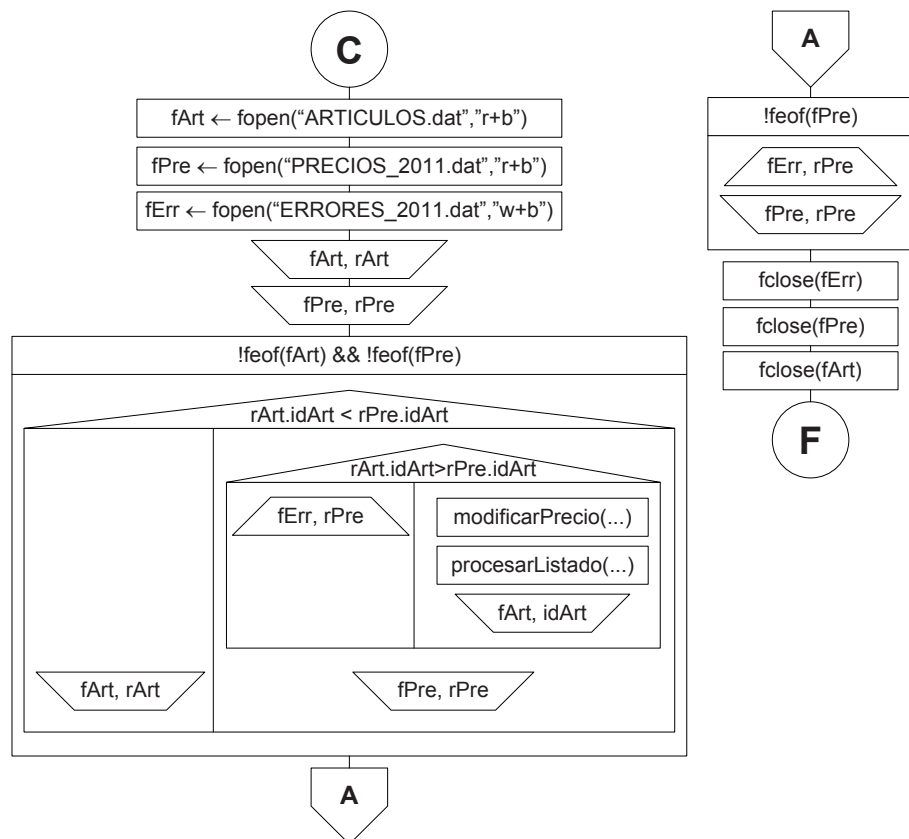 C
fArt ← fopen(“ARTICULOS.dat”,”r+b”)
fPre ← fopen(“PRECIOS_2011.dat”,”r+b”)
fErr ← fopen(“ERRORES_2011.dat”,”w+b”)
fArt, rArt
fPre, rPre
!feof(fArt) && !feof(fPre)
rArt.idArt < rPre.idArt
rArt.idArt>rPre.idArt
fErr, rPre
modificarPrecio(...)
procesarListado(...)
fArt, idArt
fArt, rArt
fPre, rPre
A
A
!feof(fPre)
fErr, rPre
fPre, rPre
fclose(fErr)
fclose(fPre)
fclose(fArt)
F